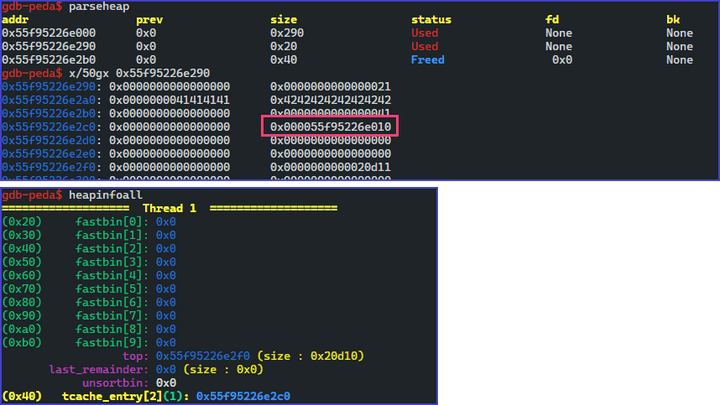 gdb-peda$ parseheap
addr prev size status fd bk
0x55f95226e000 0x0 0x290 Used None None
0x55f95226e290 0x0 0x20 Used None None
0x55f95226e2b0 0x0 0x40 Freed 0x0 None
gdb-peda$ x/50gx 0x55f95226e290
0x55f95226e290: 0x0000000000000000 0x0000000000000021
0x55f95226e2a0: 0x0000000041414141 0x4242424242424242
0x55f95226e2b0: 0x0000000000000000 0x0000000000000041
0x55f95226e2c0: 0x0000000000000000 0x000055f95226e010
0x55f95226e2d0: 0x0000000000000000 0x0000000000000000
0x55f95226e2e0: 0x0000000000000000 0x0000000000000000
0x55f95226e2f0: 0x0000000000000000 0x0000000000020d11
gdb-peda$ heapinfoall
=================== Thread 1 ===================
(0x20) fastbin[0]: 0x0
(0x30) fastbin[1]: 0x0
(0x40) fastbin[2]: 0x0
(0x50) fastbin[3]: 0x0
(0x60) fastbin[4]: 0x0
(0x70) fastbin[5]: 0x0
(0x80) fastbin[6]: 0x0
(0x90) fastbin[7]: 0x0
(0xa0) fastbin[8]: 0x0
(0xb0) fastbin[9]: 0x0
top: 0x55f95226e2f0 (size : 0x20d10)
last_remainder: 0x0 (size : 0x0)
unsortbin: 0x0
(0x40) tcache_entry[2](1): 0x55f95226e2c0